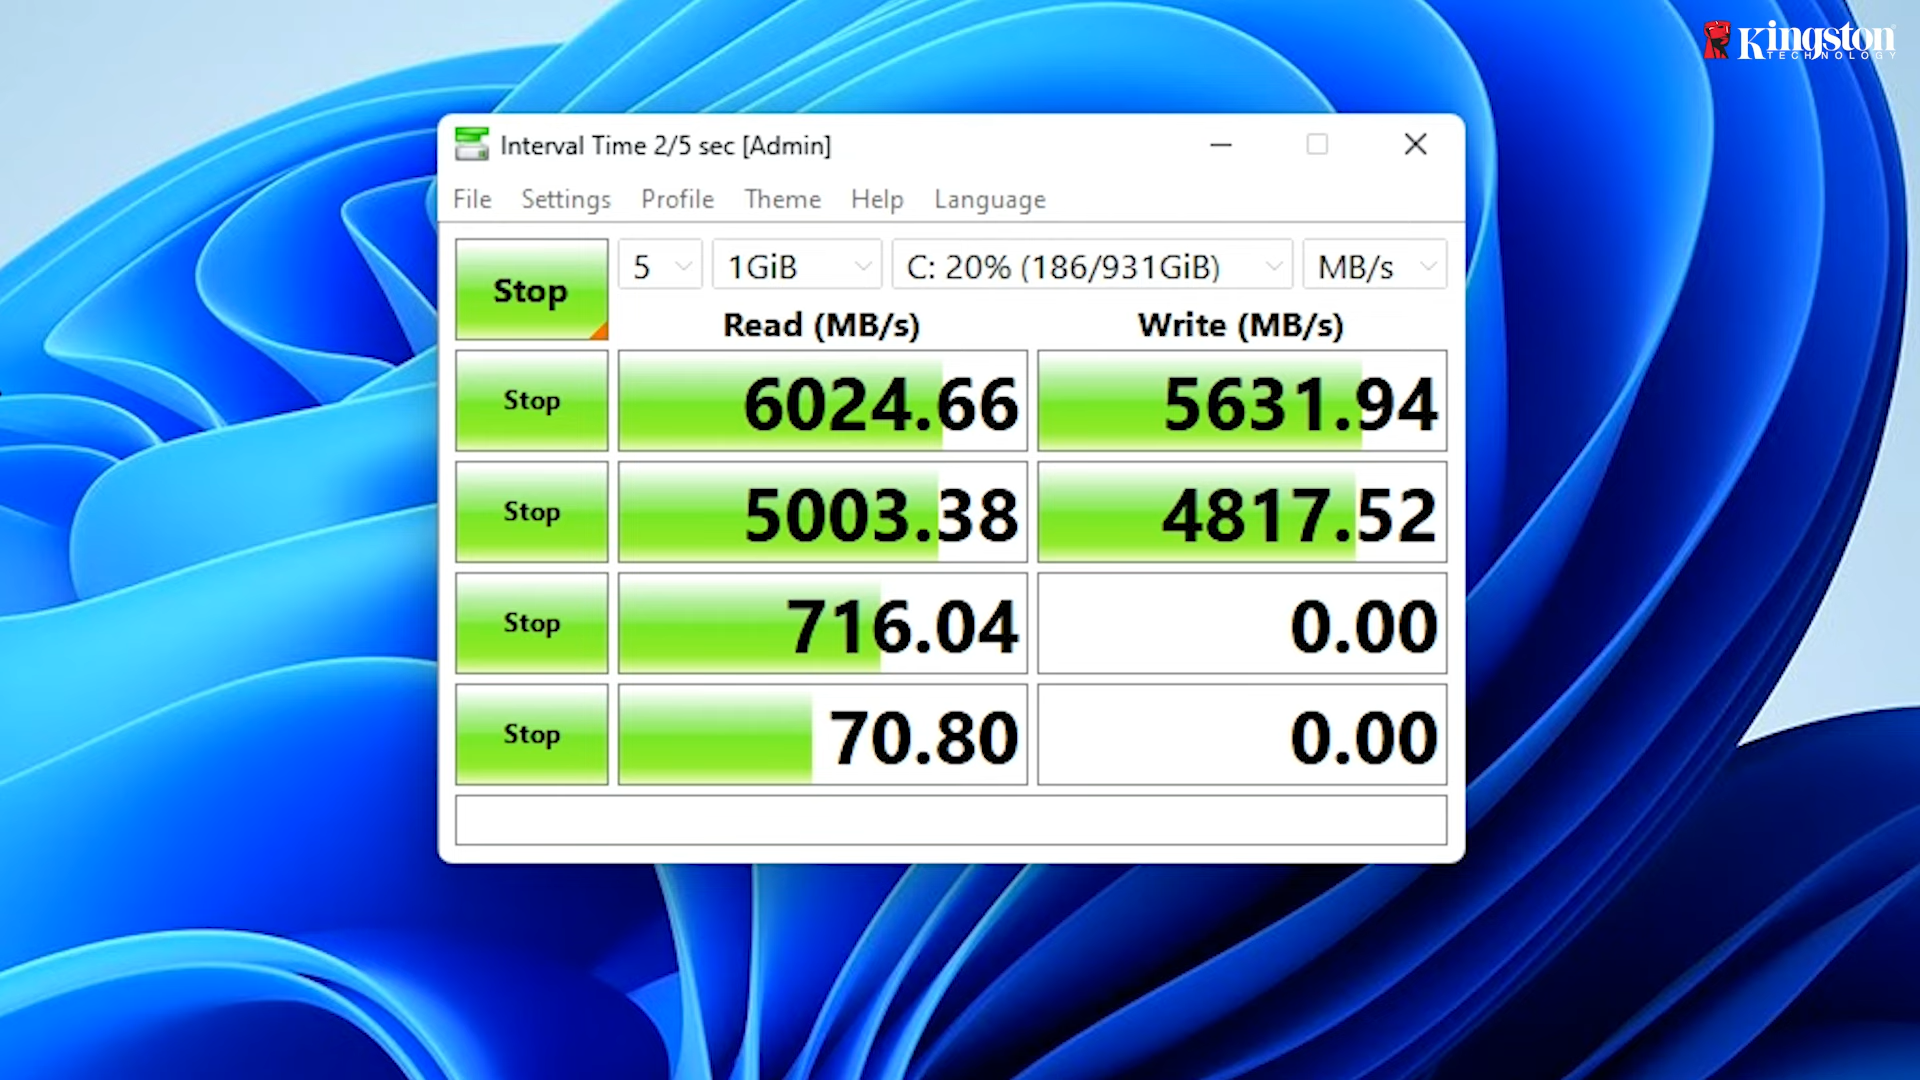 Kingston
TECHNOLOGY
Interval Time 2/5 sec [Admin]
File Settings Profile Theme Help Language
Stop 5 1GiB C: 20% (186/931GiB) MB/s
Read (MB/s) Write (MB/s)
Stop 6024.66 5631.94
Stop 5003.38 4817.52
Stop 716.04 0.00
Stop 70.80 0.00